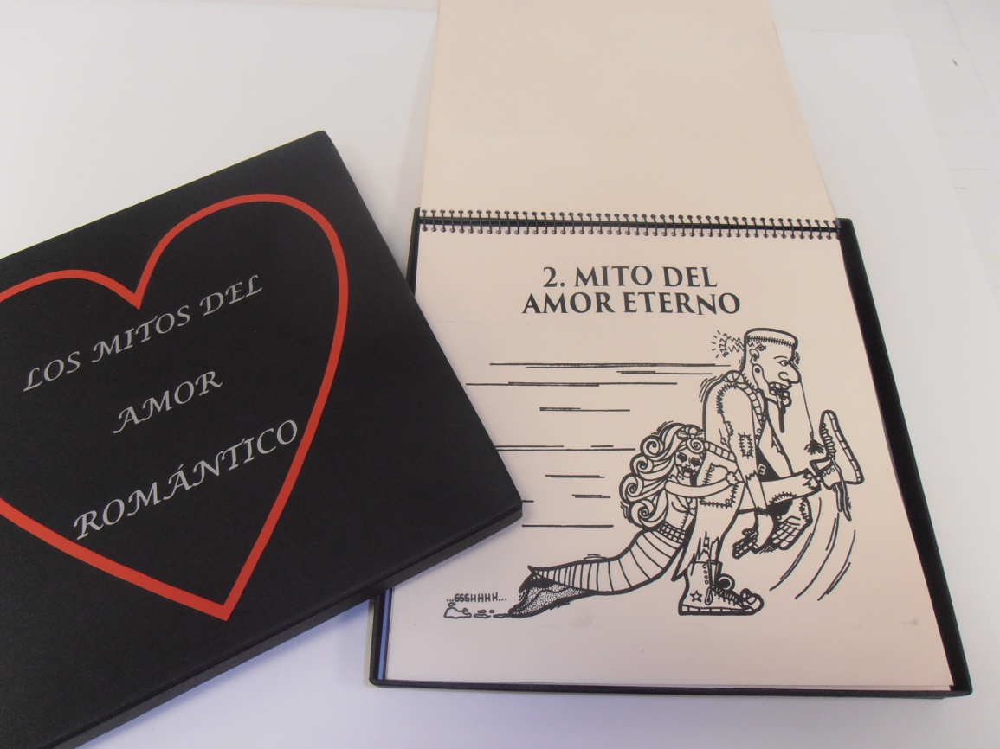 LOS MITOS DEL
AMOR
ROMÁNTICO
2. MITO DEL
AMOR ETERNO
...GSSHHHH...